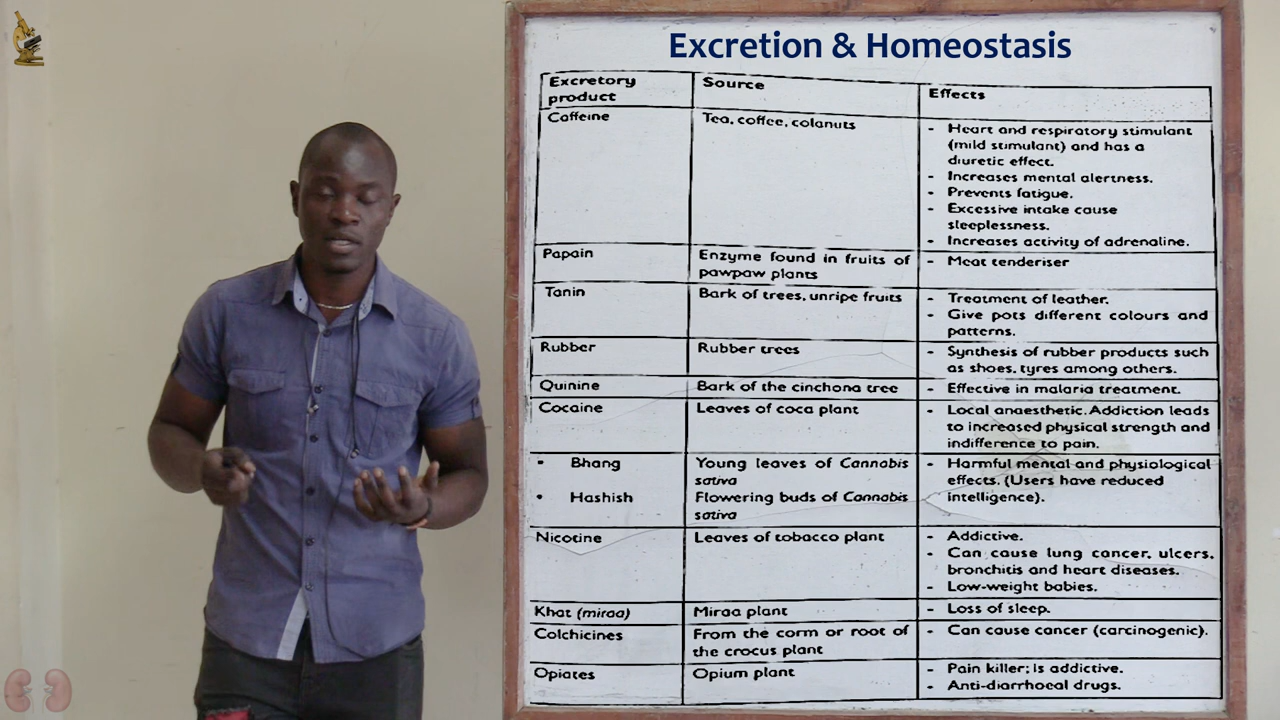 Excretion & Homeostasis
Excretory product
Source
Effects
Caffeine
Tea, coffee, colanuts
- Heart and respiratory stimulant
(mild stimulant) and has a
diuretic effect.
- Increases mental alertness.
- Prevents fatigue.
- Excessive intake cause
sleeplessness.
- Increases activity of adrenaline.
Papain
Enzyme found in fruits of
pawpaw plants
- Meat tenderiser
Tanin
Bark of trees, unripe fruits
- Treatment of leather.
- Give pots different colours and
patterns.
Rubber
Rubber trees
- Synthesis of rubber products such
as shoes, tyres among others.
Quinine
Bark of the cinchona tree
- Effective in malaria treatment.
Cocaine
Leaves of coca plant
- Local anaesthetic. Addiction leads
to increased physical strength and
indifference to pain.
• Bhang
Young leaves of Cannabis
sativa
• Hashish
Flowering buds of Cannabis
sativa
- Harmful mental and physiological
effects. (Users have reduced
intelligence).
Nicotine
Leaves of tobacco plant
- Addictive.
- Can cause lung cancer, ulcers,
bronchitis and heart diseases.
- Low-weight babies.
Khat (miraa)
Miraa plant
- Loss of sleep.
Colchicines
From the corm or root of
the crocus plant
- Can cause cancer (carcinogenic).
Opiates
Opium plant
- Pain killer; is addictive.
- Anti-diarrhoeal drugs.